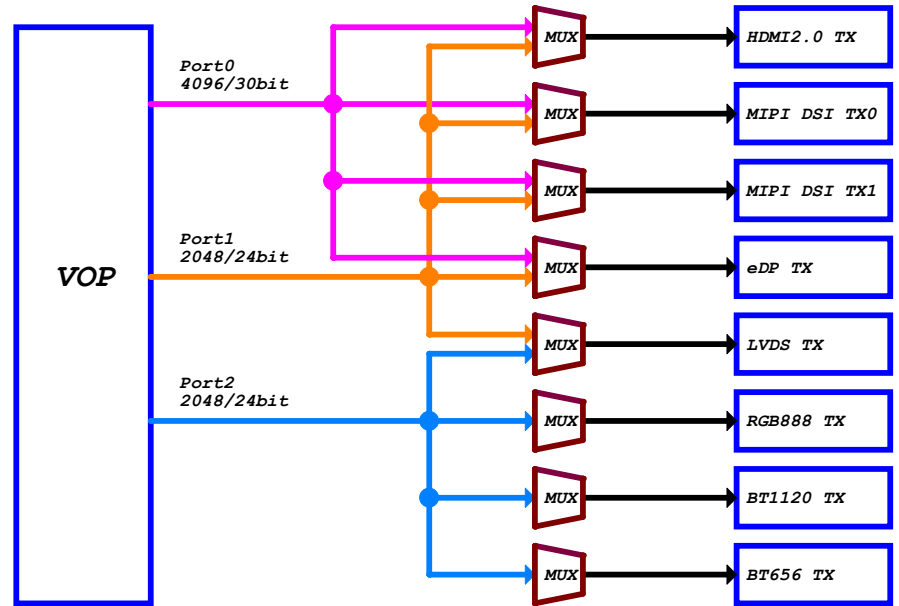 VOP
Port0
4096/30bit
Port1
2048/24bit
Port2
2048/24bit
MUX
HDMI2.0 TX
MUX
MIPI DSI TX0
MUX
MIPI DSI TX1
MUX
eDP TX
MUX
LVDS TX
MUX
RGB888 TX
MUX
BT1120 TX
MUX
BT656 TX